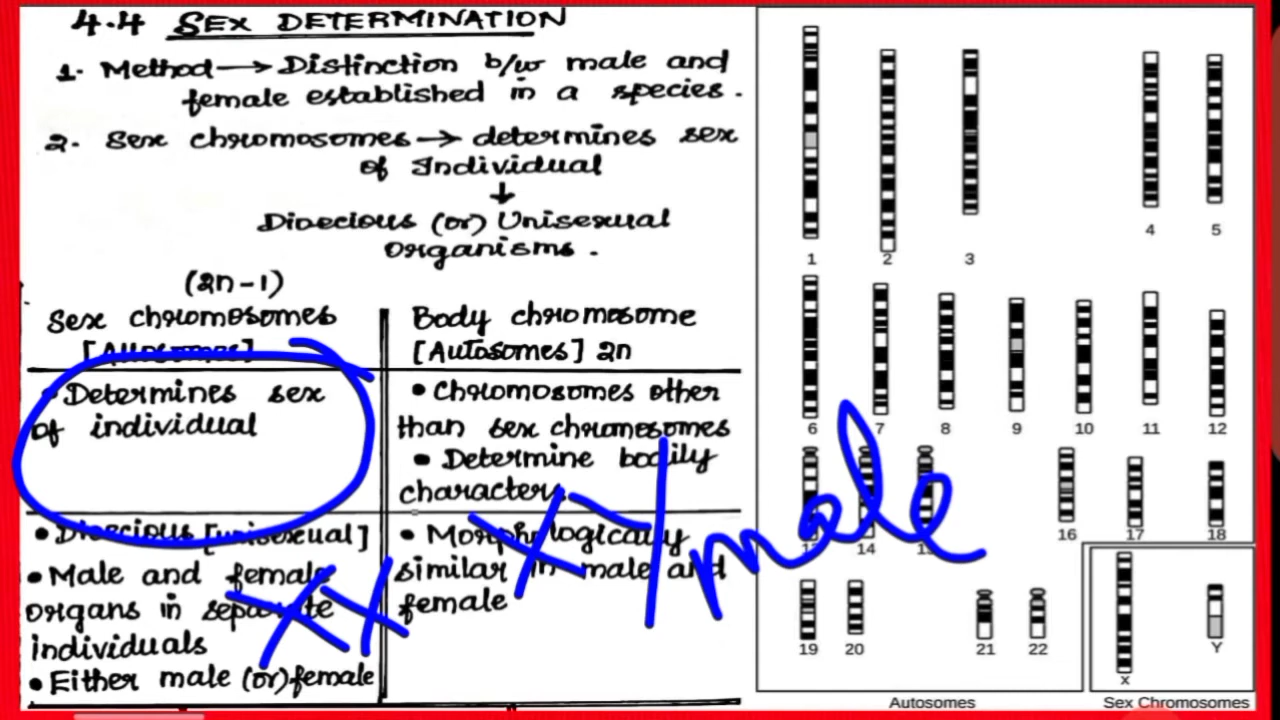 4.4 SEX DETERMINATION
1. Method → Distinction b/w male and
female established in a species.
2. Sex chromosomes → determines sex
of Individual
↓
Dioecious (or) Unisexual
Organisms.
(2n-1)
Sex chromosomes
[Allosomes]
• Determines sex
of individual
• Dioecious [unisexual]
• Male and female
organs in separate
individuals
• Either male (or) female
Body chromosome
[Autosomes] 2n
• Chromosomes other
than sex chromosomes
• Determine bodily
characters
• Morphologically
similar in male and
female
XX
XY male
1 2 3 4 5
6 7 8 9 10 11 12
13 14 15 16 17 18
19 20 21 22
X Y
Autosomes
Sex Chromosomes